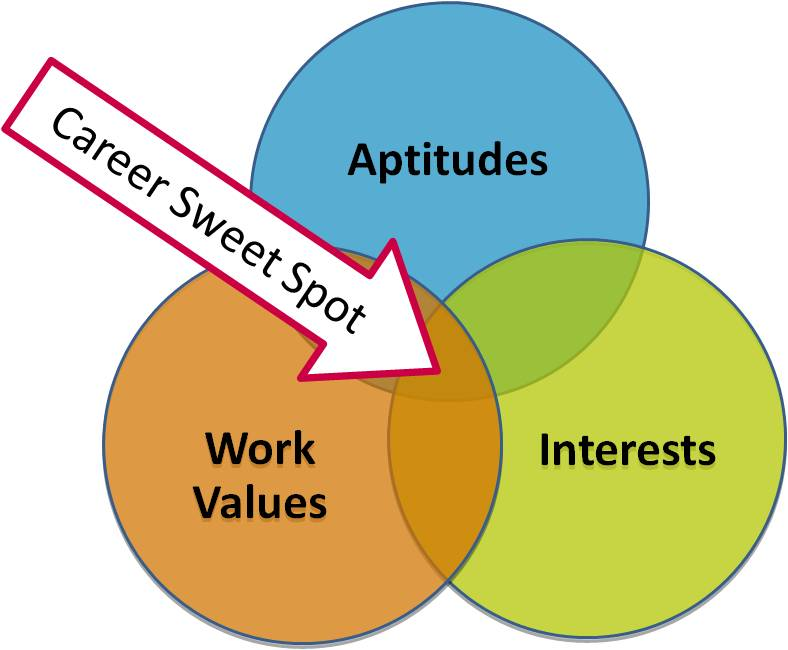 Career Sweet Spot
Aptitudes
Work
Values
Interests